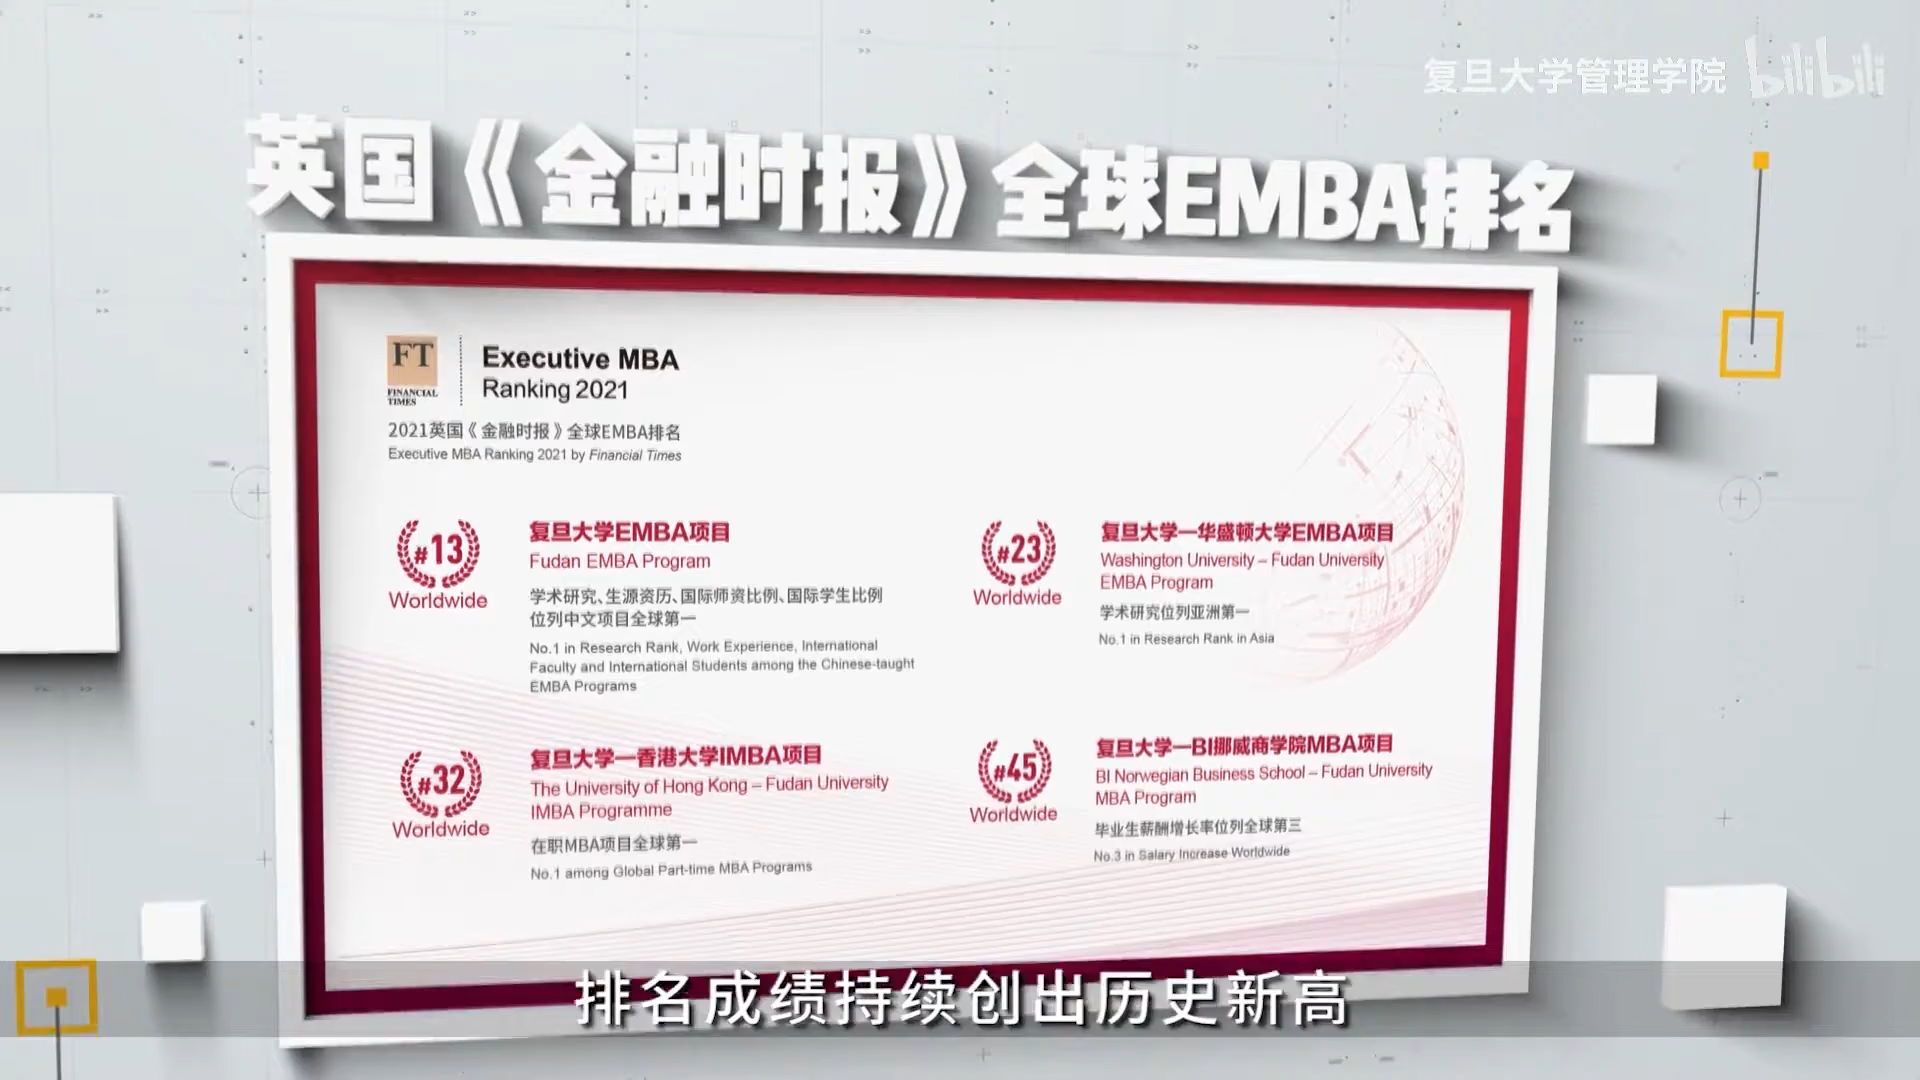 复旦大学管理学院 bilibili
英国《金融时报》全球EMBA排名
FT
FINANCIAL
TIMES
Executive MBA
Ranking 2021
2021英国《金融时报》全球EMBA排名
Executive MBA Ranking 2021 by Financial Times
#13
Worldwide
复旦大学EMBA项目
Fudan EMBA Program
学术研究、生源资历、国际师资比例、国际学生比例
位列中文项目全球第一
No.1 in Research Rank, Work Experience, International
Faculty and International Students among the Chinese-taught
EMBA Programs
#23
Worldwide
复旦大学—华盛顿大学EMBA项目
Washington University – Fudan University
EMBA Program
学术研究位列亚洲第一
No.1 in Research Rank in Asia
#32
Worldwide
复旦大学—香港大学IMBA项目
The University of Hong Kong – Fudan University
IMBA Programme
在职MBA项目全球第一
No.1 among Global Part-time MBA Programs
#45
Worldwide
复旦大学—BI挪威商学院MBA项目
BI Norwegian Business School – Fudan University
MBA Program
毕业生薪酬增长率位列全球第三
No.3 in Salary Increase Worldwide
排名成绩持续创出历史新高